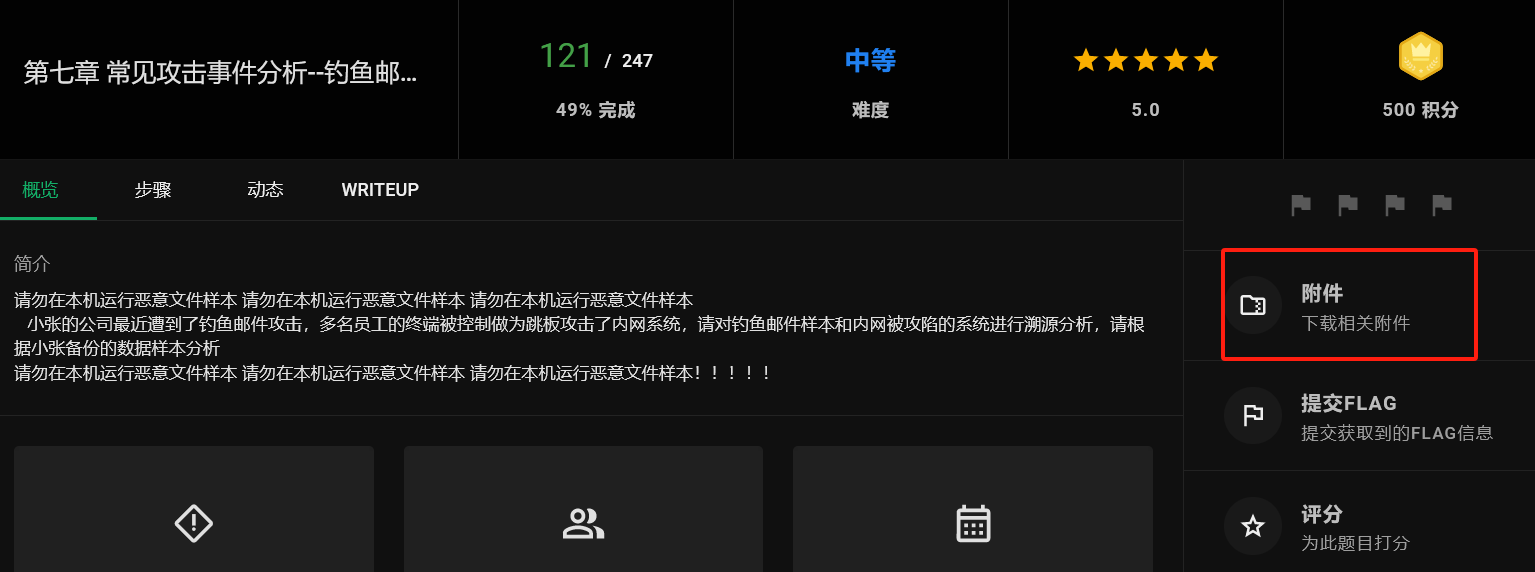 第七章 常见攻击事件分析--钓鱼邮...
121 / 247
49% 完成
中等
难度
5.0
500 积分
概览
步骤
动态
WRITEUP
简介
请勿在本机运行恶意文件样本 请勿在本机运行恶意文件样本 请勿在本机运行恶意文件样本
小张的公司最近遭到了钓鱼邮件攻击，多名员工的终端被控制做为跳板攻击了内网系统，请对钓鱼邮件样本和内网被攻陷的系统进行溯源分析，请根
据小张备份的数据样本分析
请勿在本机运行恶意文件样本 请勿在本机运行恶意文件样本 请勿在本机运行恶意文件样本！！！！！
附件
下载相关附件
提交FLAG
提交获取到的FLAG信息
评分
为此题目打分